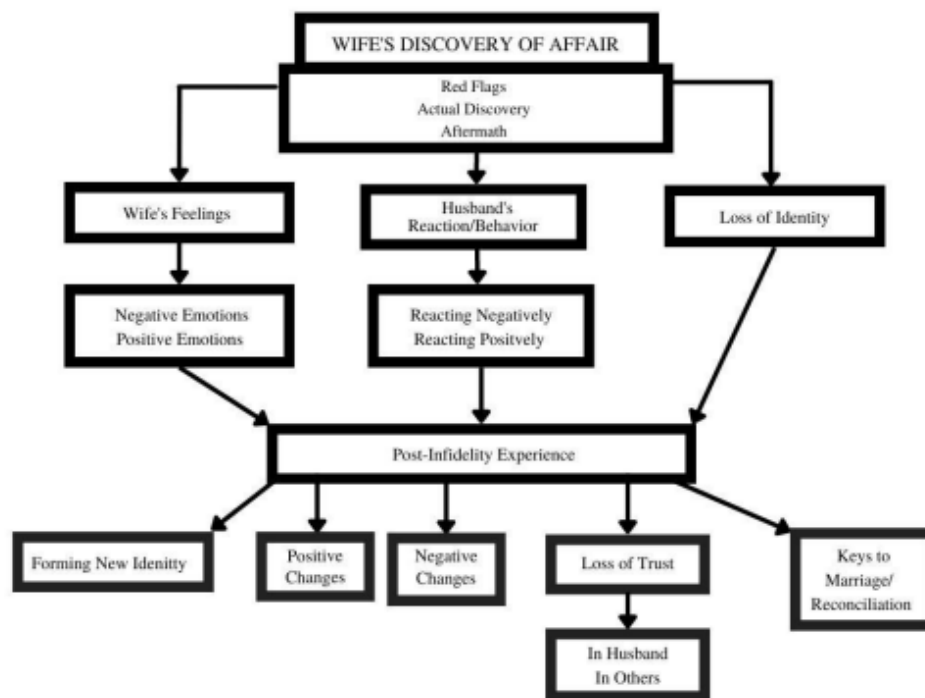 WIFE'S DISCOVERY OF AFFAIR
Red Flags
Actual Discovery
Aftermath
Wife's Feelings
Husband's
Reaction/Behavior
Loss of Identity
Negative Emotions
Positive Emotions
Reacting Negatively
Reacting Positvely
Post-Infidelity Experience
Forming New Idenitty
Positive
Changes
Negative
Changes
Loss of Trust
Keys to
Marriage/
Reconciliation
In Husband
In Others